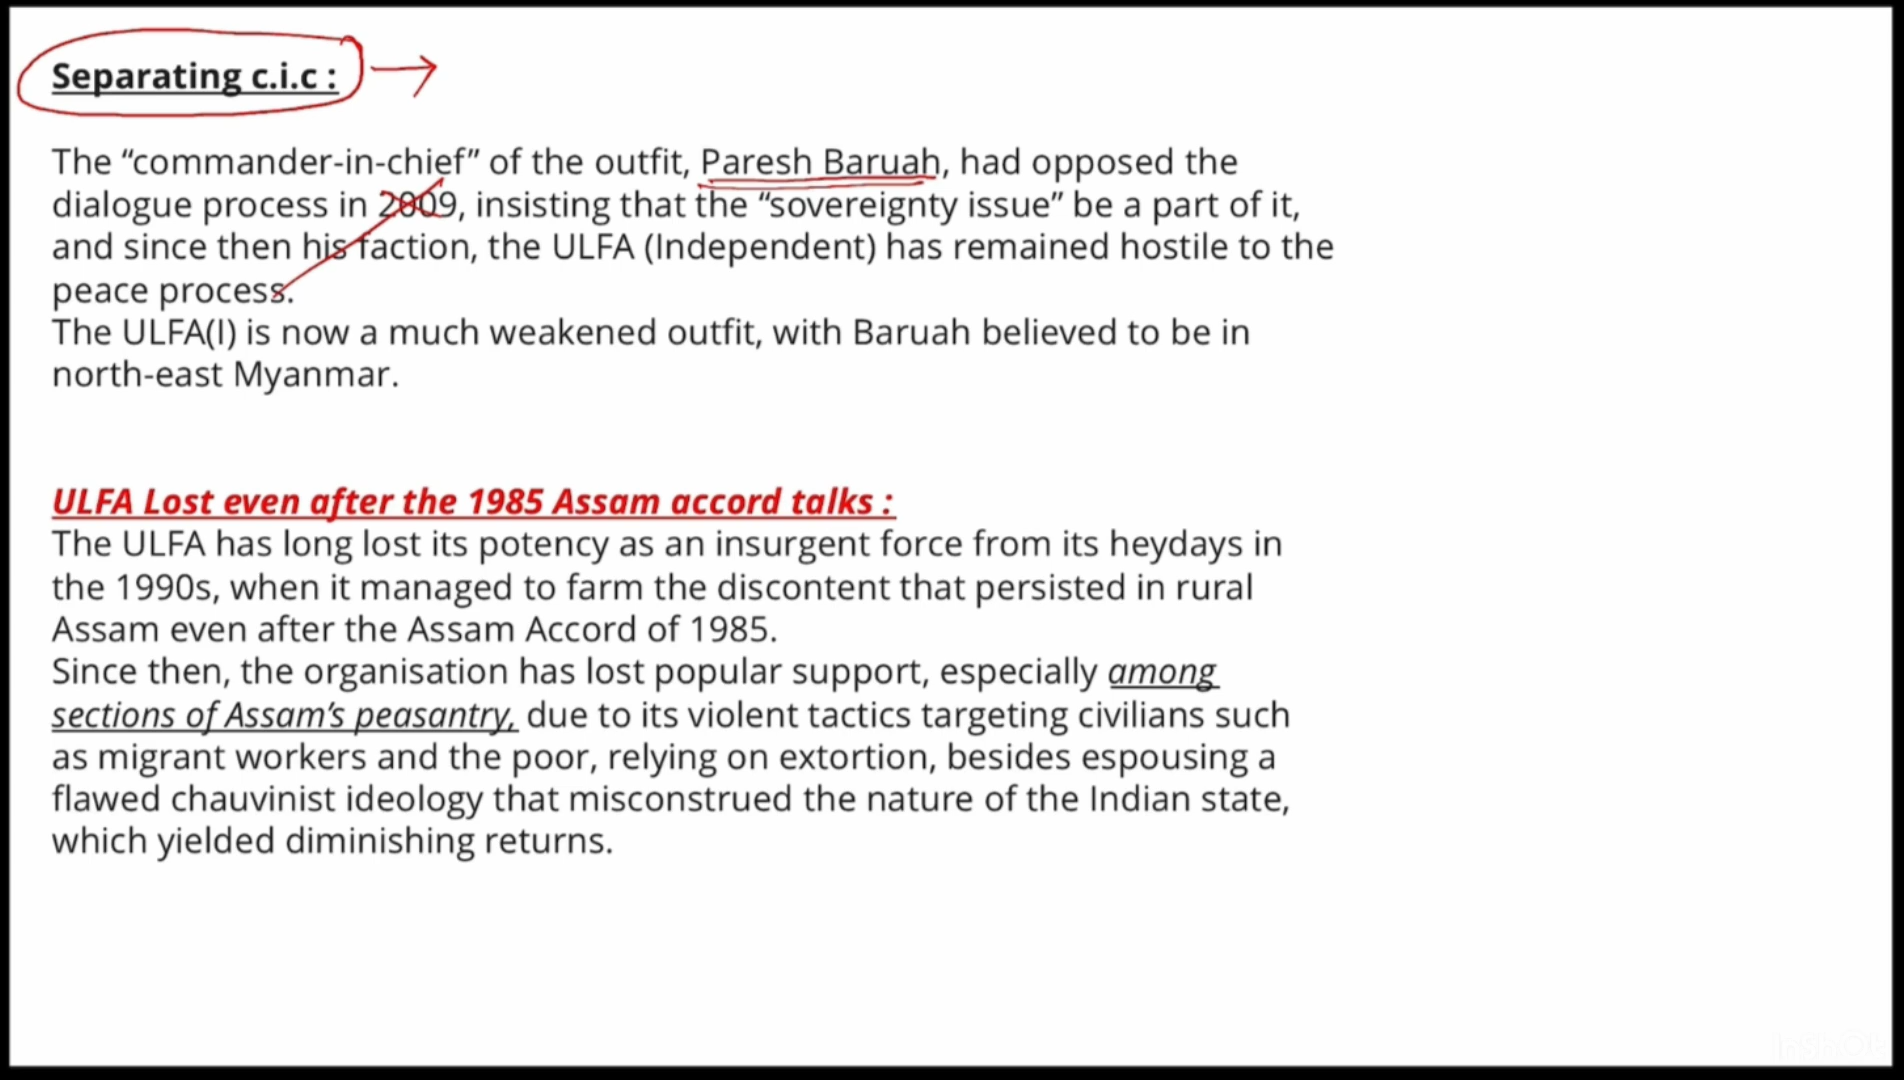 Separating c.i.c :
The “commander-in-chief” of the outfit, Paresh Baruah, had opposed the
dialogue process in 2009, insisting that the “sovereignty issue” be a part of it,
and since then his faction, the ULFA (Independent) has remained hostile to the
peace process.
The ULFA(I) is now a much weakened outfit, with Baruah believed to be in
north-east Myanmar.
ULFA Lost even after the 1985 Assam accord talks :
The ULFA has long lost its potency as an insurgent force from its heydays in
the 1990s, when it managed to farm the discontent that persisted in rural
Assam even after the Assam Accord of 1985.
Since then, the organisation has lost popular support, especially among
sections of Assam’s peasantry, due to its violent tactics targeting civilians such
as migrant workers and the poor, relying on extortion, besides espousing a
flawed chauvinist ideology that misconstrued the nature of the Indian state,
which yielded diminishing returns.